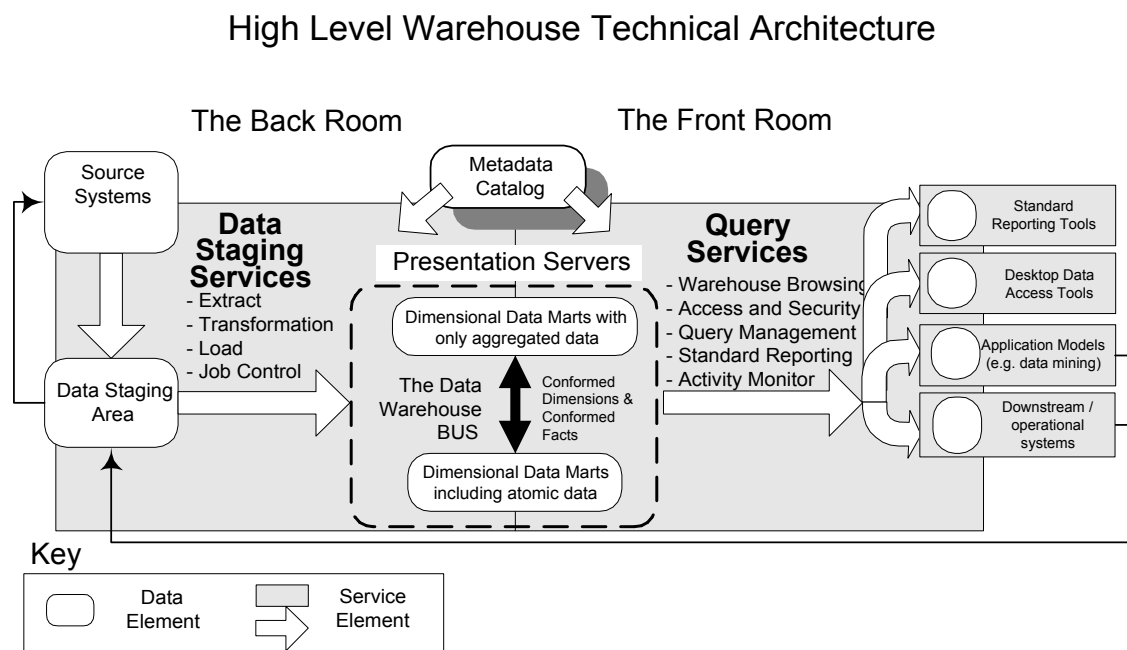 High Level Warehouse Technical Architecture
The Back Room
The Front Room
Source
Systems
Metadata
Catalog
Data
Staging
Services
- Extract
- Transformation
- Load
- Job Control
Data Staging
Area
Presentation Servers
Dimensional Data Marts with
only aggregated data
The Data
Warehouse
BUS
Conformed
Dimensions &
Conformed
Facts
Dimensional Data Marts
including atomic data
Query
Services
- Warehouse Browsing
- Access and Security
- Query Management
- Standard Reporting
- Activity Monitor
Standard
Reporting Tools
Desktop Data
Access Tools
Application Models
(e.g. data mining)
Downstream /
operational
systems
Key
Data
Element
Service
Element